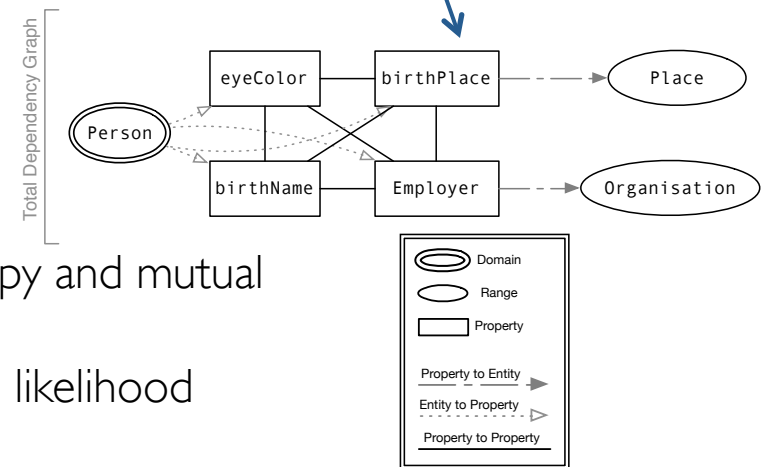 Total Dependency Graph
eyeColor
birthPlace
Place
Person
birthName
Employer
Organisation
py and mutual
likelihood
Domain
Range
Property
Property to Entity
Entity to Property
Property to Property